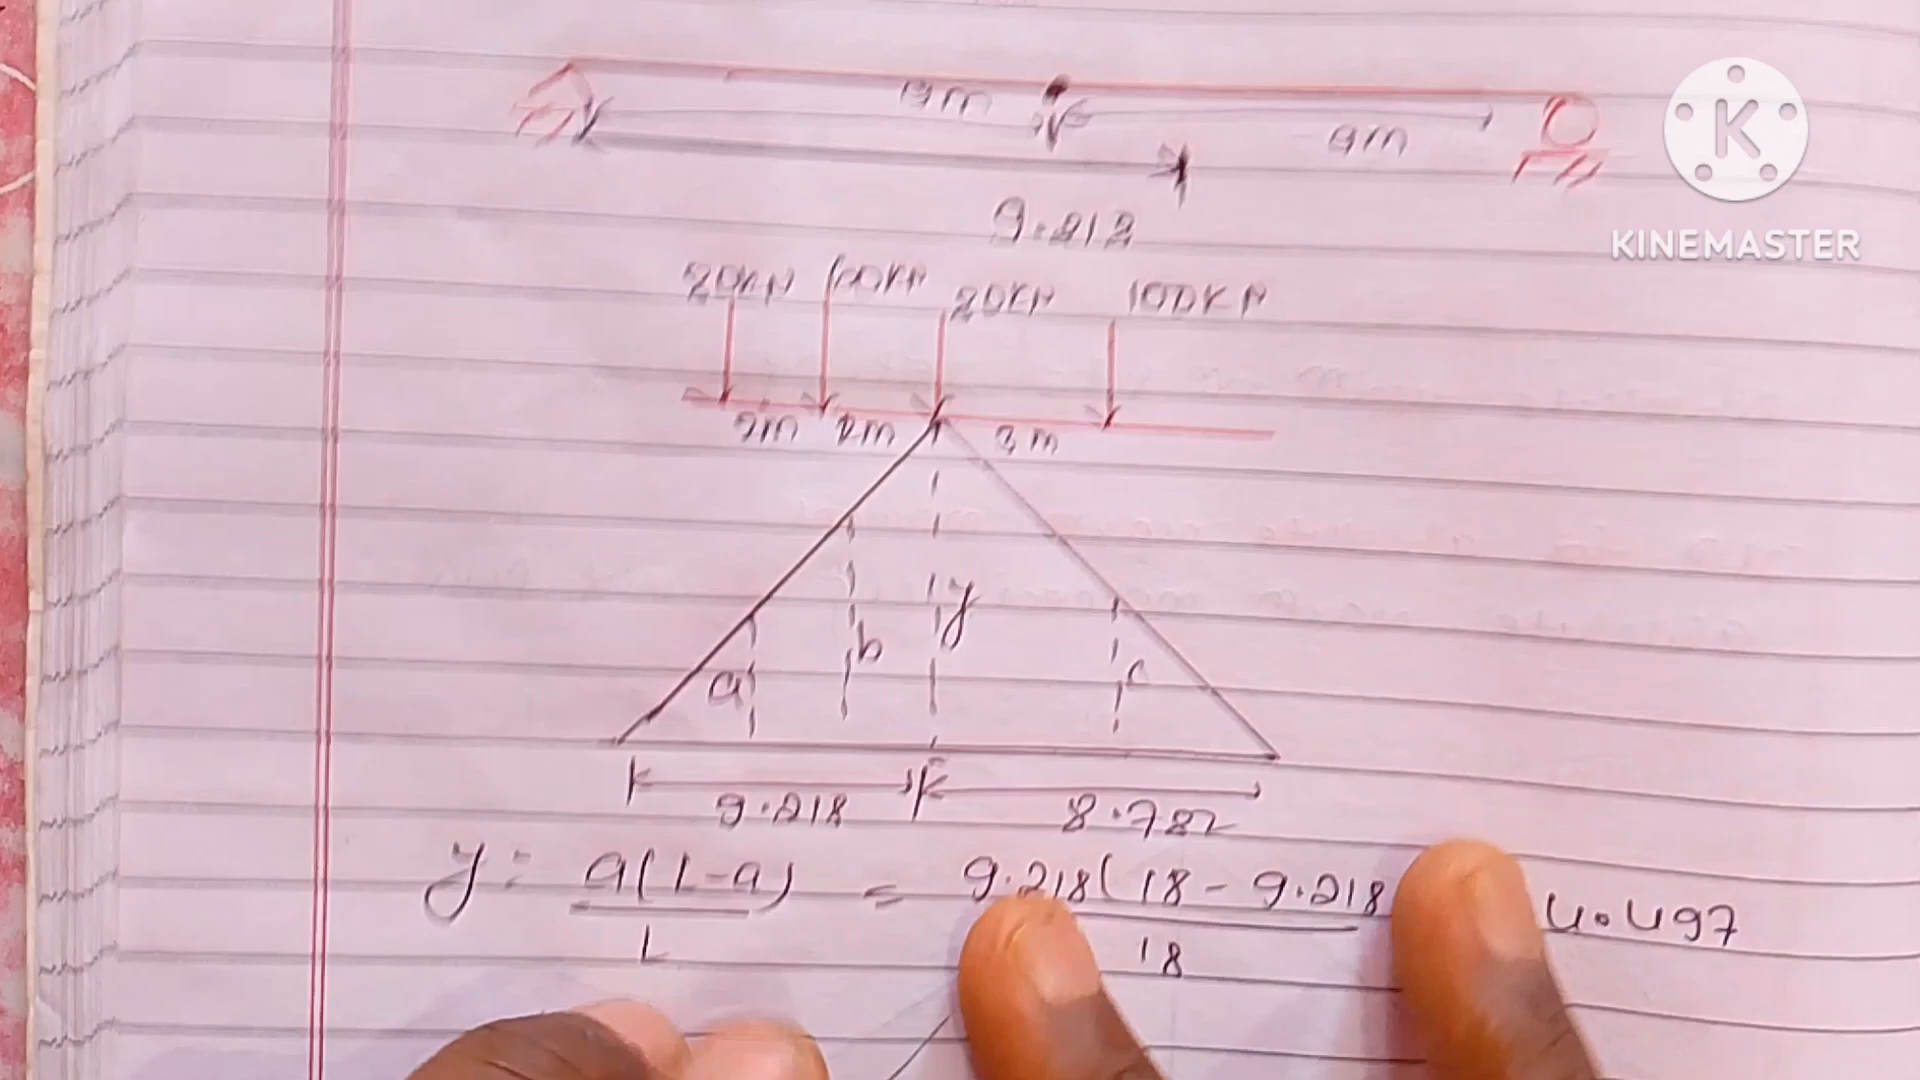 9m
9m
9.218
20KN 100KN 20KN 100KN
2m 2m 3m
a b y c
9.218 8.782
y = a(L-a) / L = 9.218(18-9.218 / 18 4.497
K
KINEMASTER